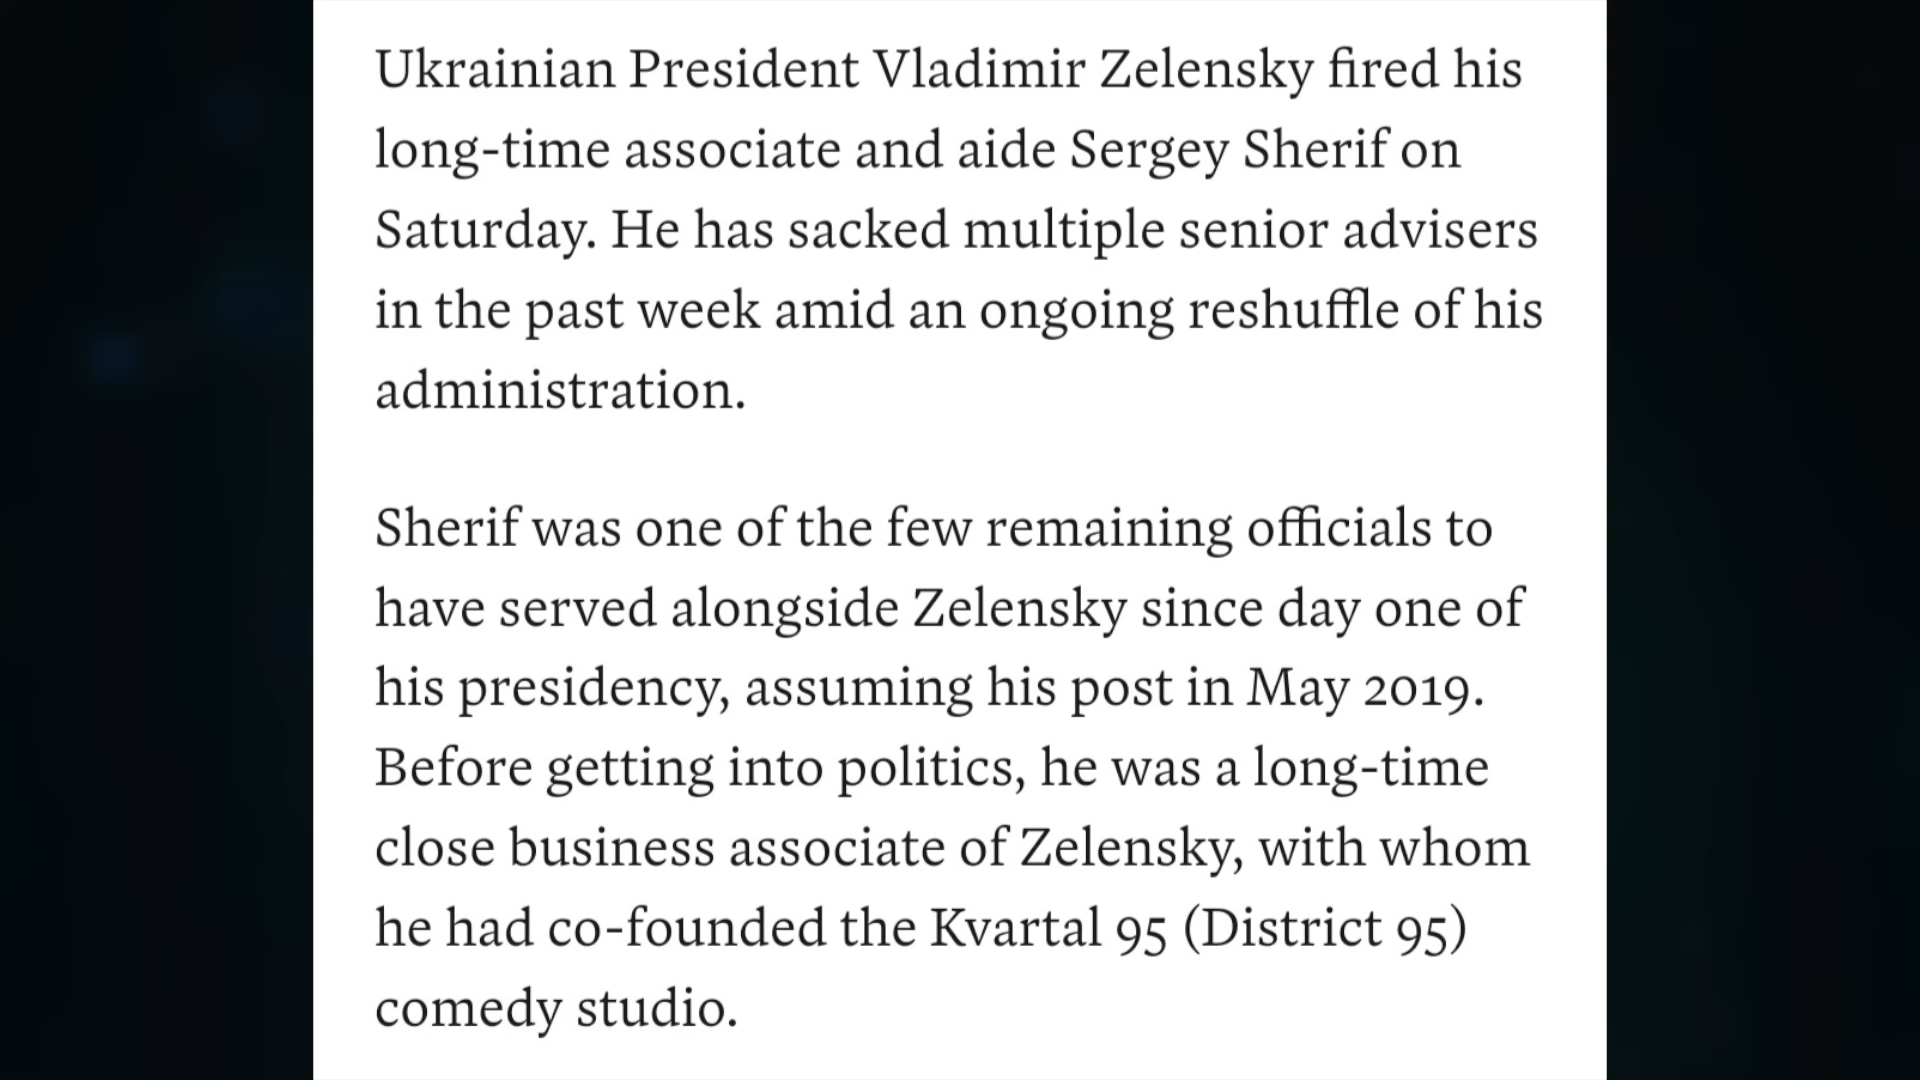 Ukrainian President Vladimir Zelensky fired his
long-time associate and aide Sergey Sherif on
Saturday. He has sacked multiple senior advisers
in the past week amid an ongoing reshuffle of his
administration.
Sherif was one of the few remaining officials to
have served alongside Zelensky since day one of
his presidency, assuming his post in May 2019.
Before getting into politics, he was a long-time
close business associate of Zelensky, with whom
he had co-founded the Kvartal 95 (District 95)
comedy studio.